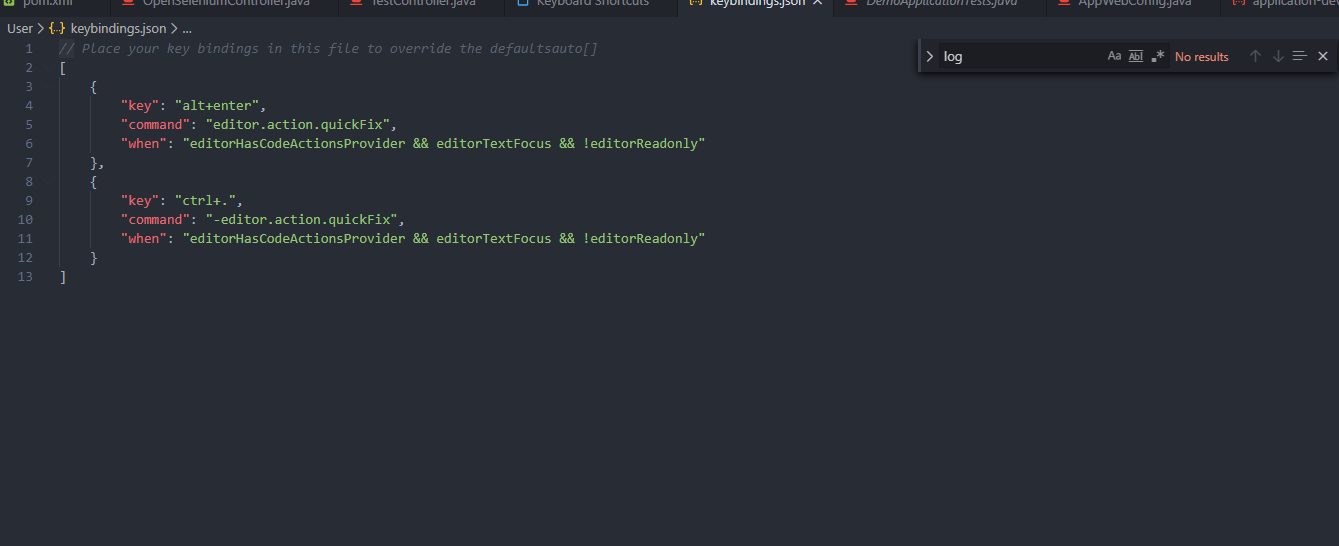 pom.xml OpenSeleniumController.java TestController.java Keyboard Shortcuts keybindings.json DemoApplicationTests.java AppWebConfig.java application-dev
User > {..} keybindings.json > ...
log Aa Abl .* No results
1 // Place your key bindings in this file to override the defaultsauto[]
2 [
3 {
4 "key": "alt+enter",
5 "command": "editor.action.quickFix",
6 "when": "editorHasCodeActionsProvider && editorTextFocus && !editorReadonly"
7 },
8 {
9 "key": "ctrl+.",
10 "command": "-editor.action.quickFix",
11 "when": "editorHasCodeActionsProvider && editorTextFocus && !editorReadonly"
12 }
13 ]